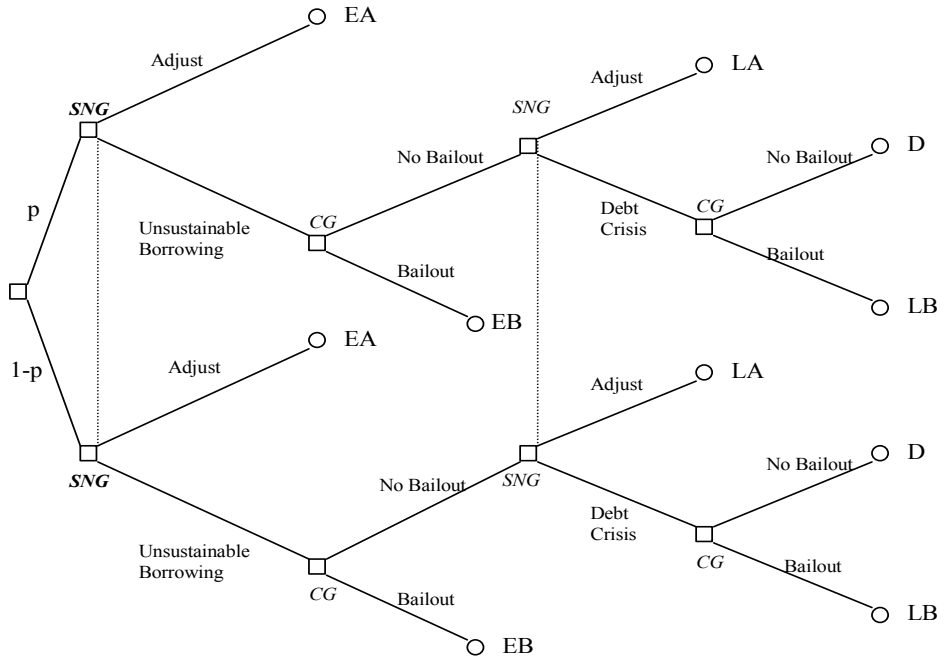 EA
Adjust
LA
SNG
Adjust
SNG
D
No Bailout
No Bailout
p
CG
Debt
Crisis
CG
Unsustainable
Borrowing
Bailout
Bailout
LB
EB
EA
1-p
Adjust
LA
Adjust
D
No Bailout
SNG
No Bailout
SNG
Debt
Crisis
Unsustainable
Borrowing
CG
Bailout
CG
Bailout
LB
EB